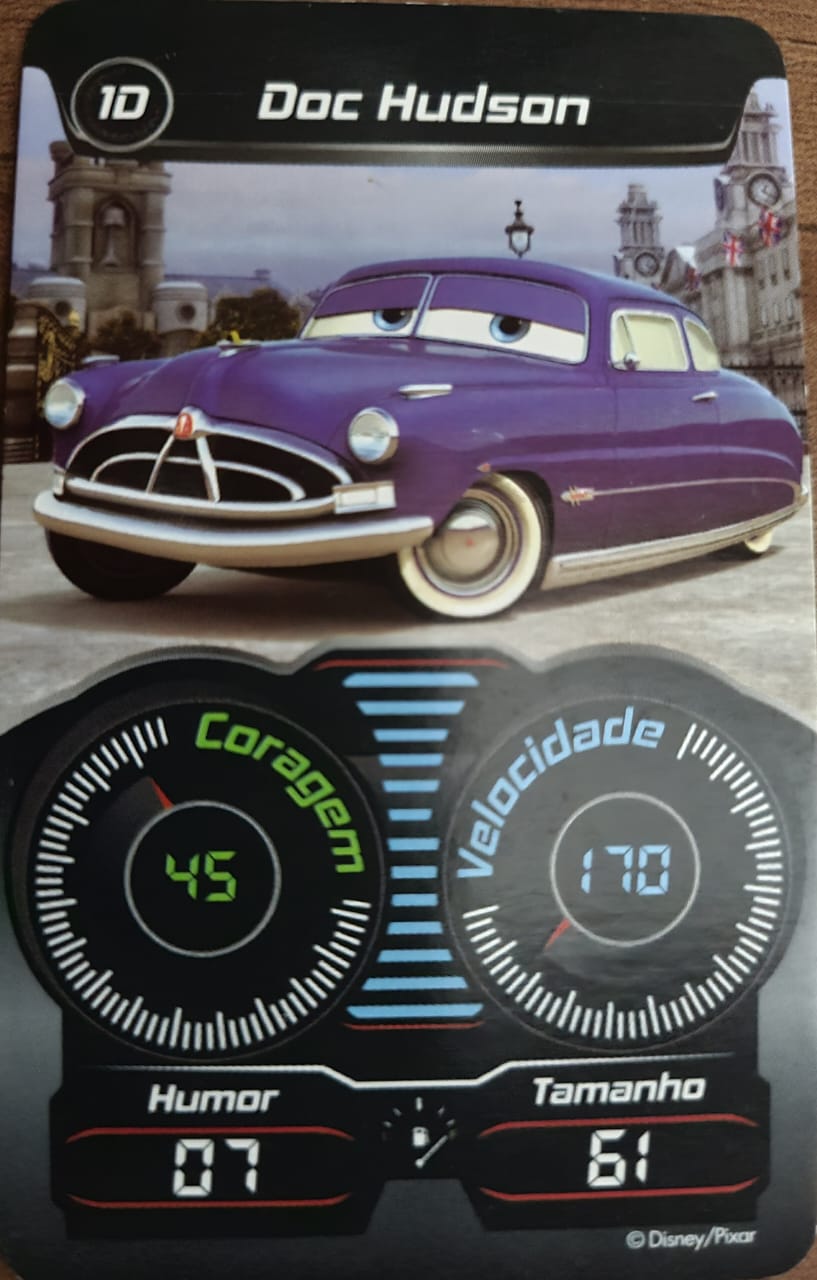 1D
Doc Hudson
Coragem
45
Velocidade
170
Humor
07
Tamanho
61
© Disney/Pixar